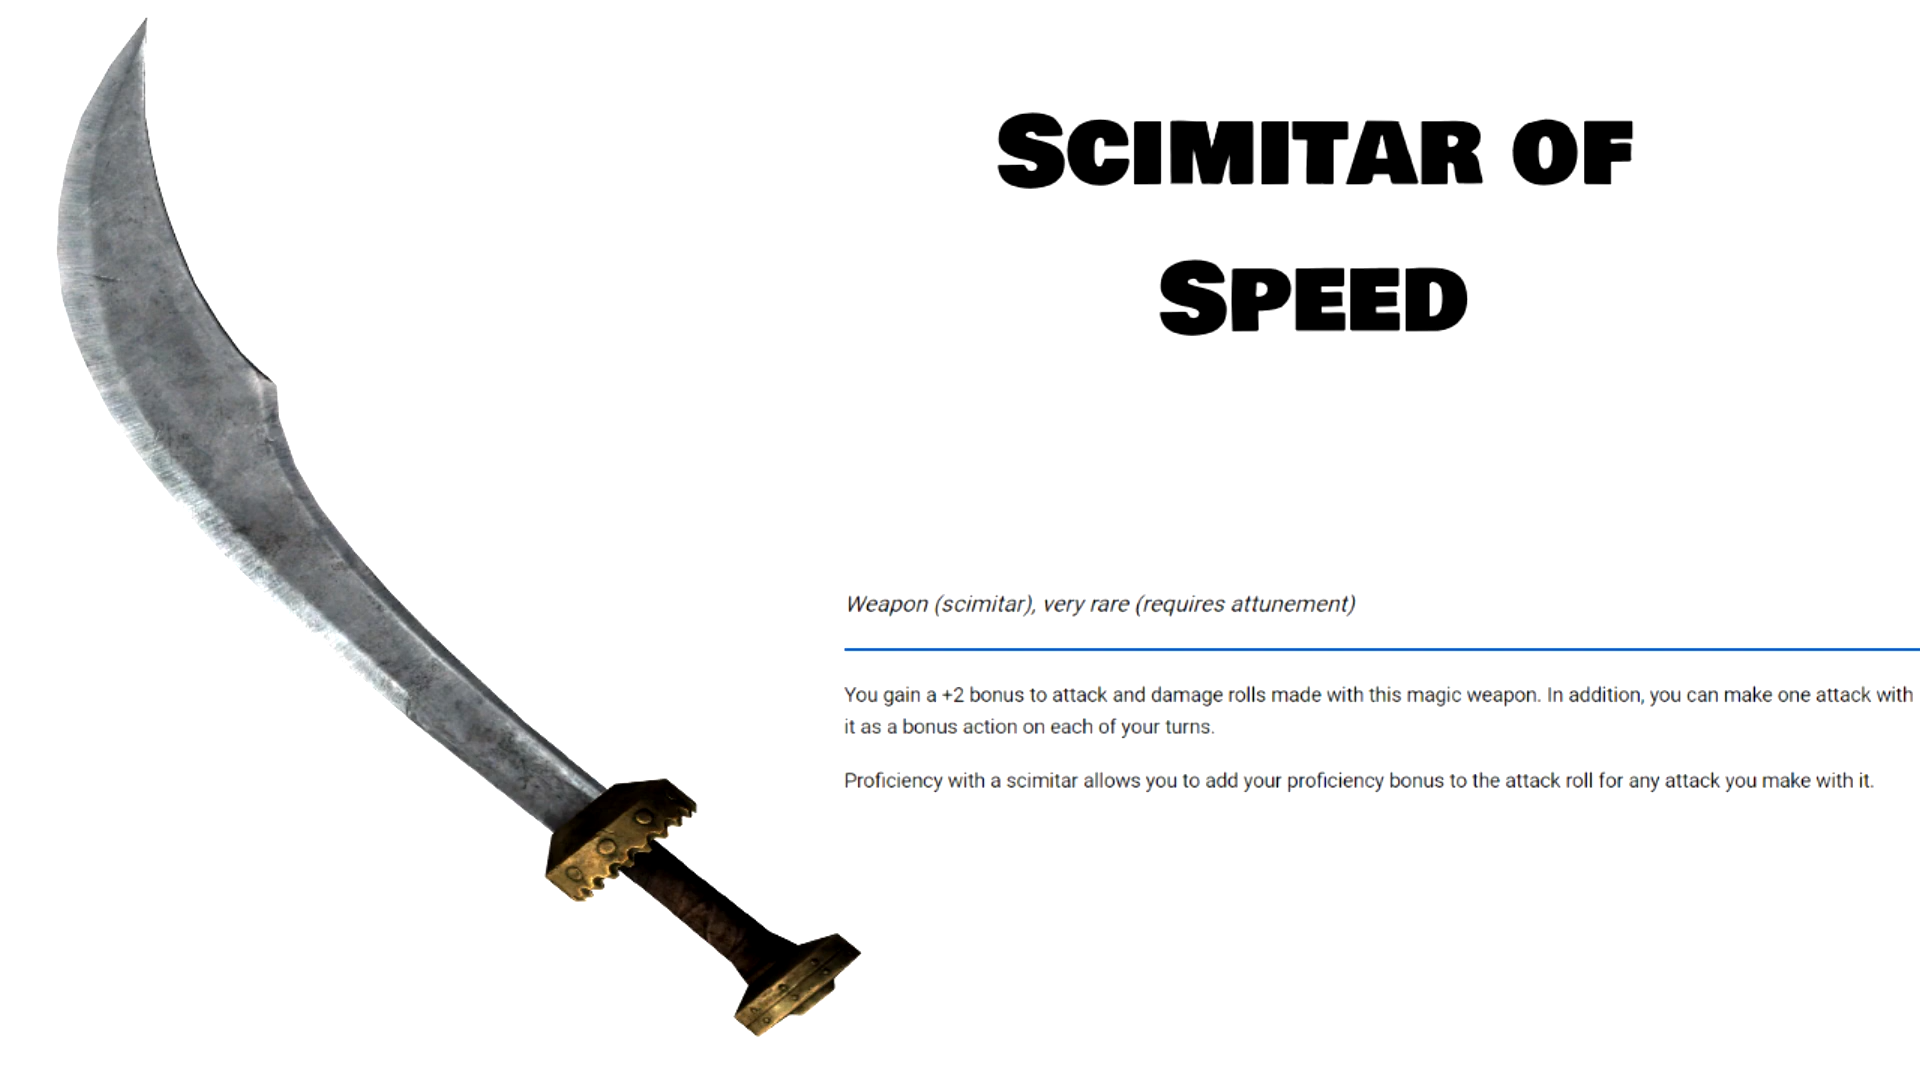 Scimitar of
Speed
Weapon (scimitar), very rare (requires attunement)
You gain a +2 bonus to attack and damage rolls made with this magic weapon. In addition, you can make one attack with
it as a bonus action on each of your turns.
Proficiency with a scimitar allows you to add your proficiency bonus to the attack roll for any attack you make with it.